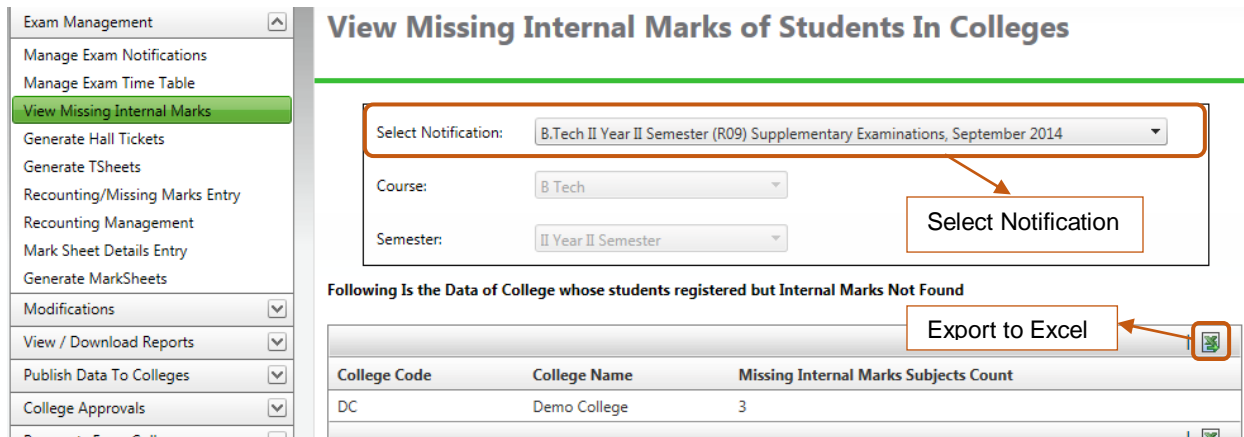 Exam Management
Manage Exam Notifications
Manage Exam Time Table
View Missing Internal Marks
Generate Hall Tickets
Generate TSheets
Recounting/Missing Marks Entry
Recounting Management
Mark Sheet Details Entry
Generate MarkSheets
Modifications
View / Download Reports
Publish Data To Colleges
College Approvals
View Missing Internal Marks of Students In Colleges
Select Notification: B.Tech II Year II Semester (R09) Supplementary Examinations, September 2014
Course: B Tech
Select Notification
Semester: II Year II Semester
Following Is the Data of College whose students registered but Internal Marks Not Found
Export to Excel
College Code College Name Missing Internal Marks Subjects Count
DC Demo College 3